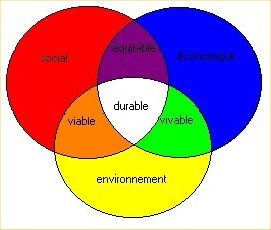 équitable
social
économique
durable
viable
vivable
environnement